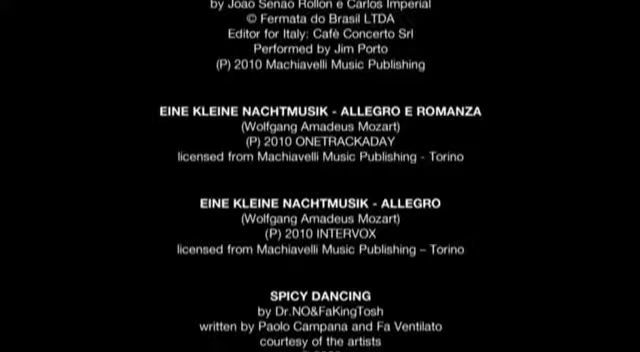 by João Senão Rollon e Carlos Imperial
© Fermata do Brasil LTDA
Editor for Italy: Cafè Concerto Srl
Performed by Jim Porto
(P) 2010 Machiavelli Music Publishing
EINE KLEINE NACHTMUSIK - ALLEGRO E ROMANZA
(Wolfgang Amadeus Mozart)
(P) 2010 ONETRACKADAY
licensed from Machiavelli Music Publishing - Torino
EINE KLEINE NACHTMUSIK - ALLEGRO
(Wolfgang Amadeus Mozart)
(P) 2010 INTERVOX
licensed from Machiavelli Music Publishing – Torino
SPICY DANCING
by Dr.NO&FaKingTosh
written by Paolo Campana and Fa Ventilato
courtesy of the artists